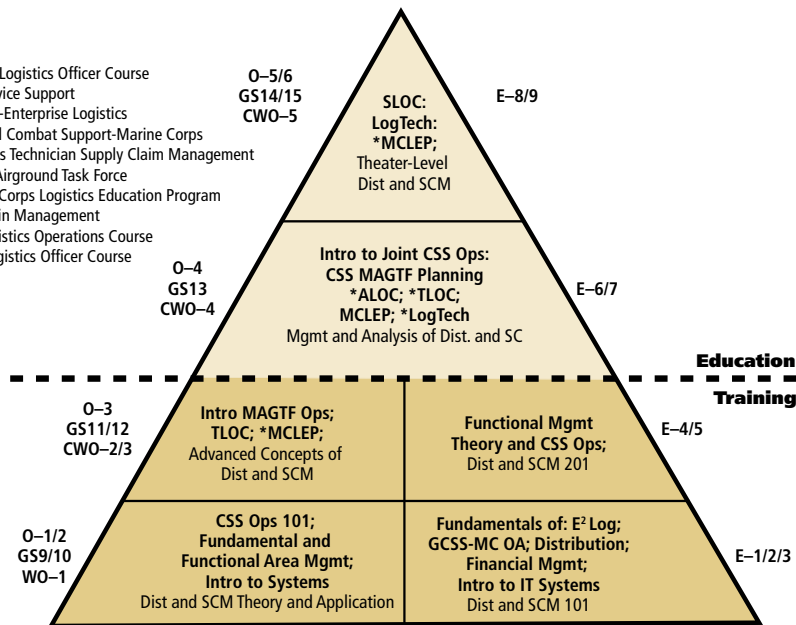 Logistics Officer Course
vice Support
-Enterprise Logistics
Combat Support-Marine Corps
s Technician Supply Claim Management
Airground Task Force
Corps Logistics Education Program
in Management
istics Operations Course
gistics Officer Course
O–5/6
GS14/15
CWO–5
SLOC:
LogTech:
*MCLEP;
Theater-Level
Dist and SCM
E–8/9
O–4
GS13
CWO–4
Intro to Joint CSS Ops:
CSS MAGTF Planning
*ALOC; *TLOC;
MCLEP; *LogTech
Mgmt and Analysis of Dist. and SC
E–6/7
Education
Training
O–3
GS11/12
CWO–2/3
Intro MAGTF Ops;
TLOC; *MCLEP;
Advanced Concepts of
Dist and SCM
Functional Mgmt
Theory and CSS Ops;
Dist and SCM 201
E–4/5
O–1/2
GS9/10
WO–1
CSS Ops 101;
Fundamental and
Functional Area Mgmt;
Intro to Systems
Dist and SCM Theory and Application
Fundamentals of: E² Log;
GCSS-MC OA; Distribution;
Financial Mgmt;
Intro to IT Systems
Dist and SCM 101
E–1/2/3